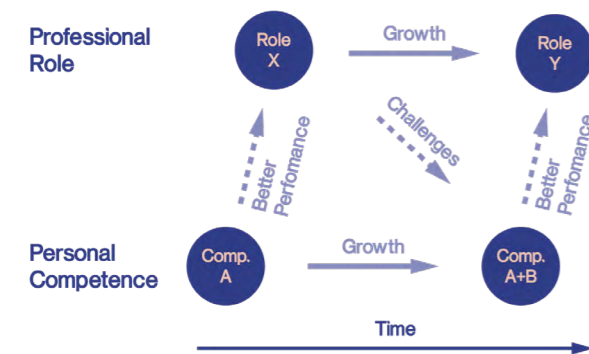 Professional
Role
Role
X
Growth
Role
Y
Challenges
Better
Perfomance
Better
Perfomance
Personal
Competence
Comp.
A
Growth
Comp.
A+B
Time